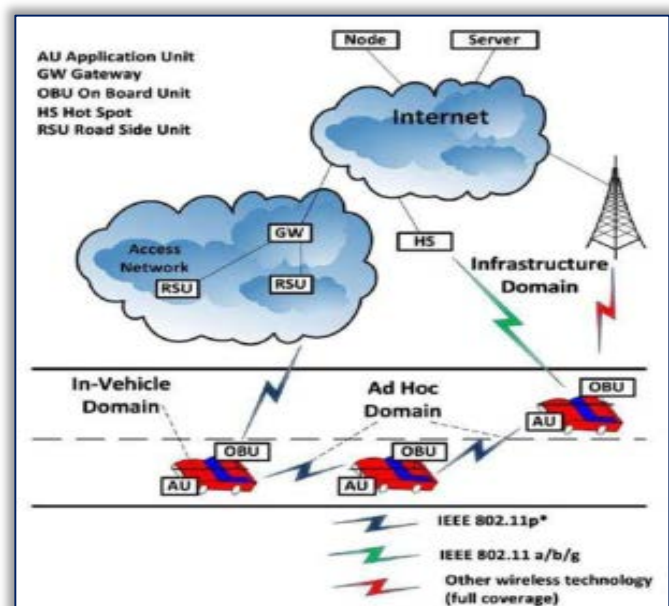 Node
Server
AU Application Unit
GW Gateway
OBU On Board Unit
HS Hot Spot
RSU Road Side Unit
Internet
GW
Access
Network
RSU
RSU
HS
Infrastructure
Domain
In-Vehicle
Domain
Ad Hoc
Domain
OBU
AU
OBU
AU
OBU
AU
IEEE 802.11p*
IEEE 802.11 a/b/g
Other wireless technology
(full coverage)